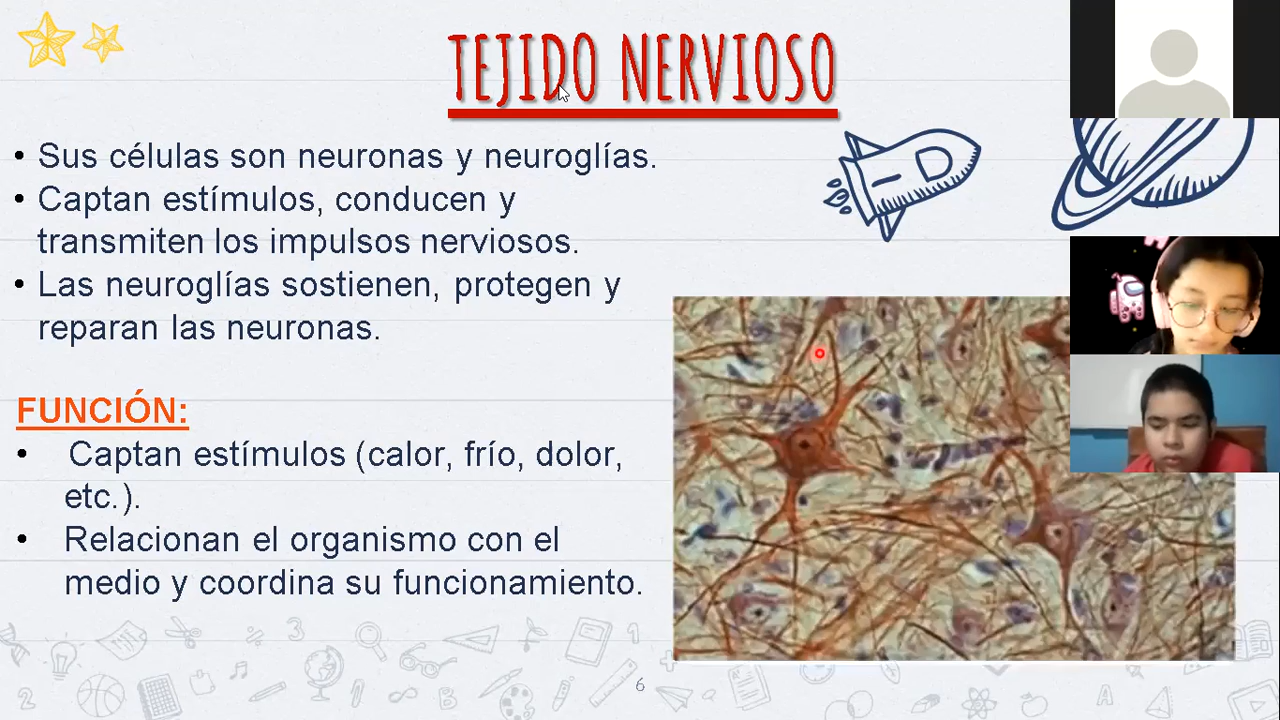 TEJIDO NERVIOSO
• Sus células son neuronas y neuroglías.
• Captan estímulos, conducen y
transmiten los impulsos nerviosos.
• Las neuroglías sostienen, protegen y
reparan las neuronas.
FUNCIÓN:
• Captan estímulos (calor, frío, dolor,
etc.).
• Relacionan el organismo con el
medio y coordina su funcionamiento.
6